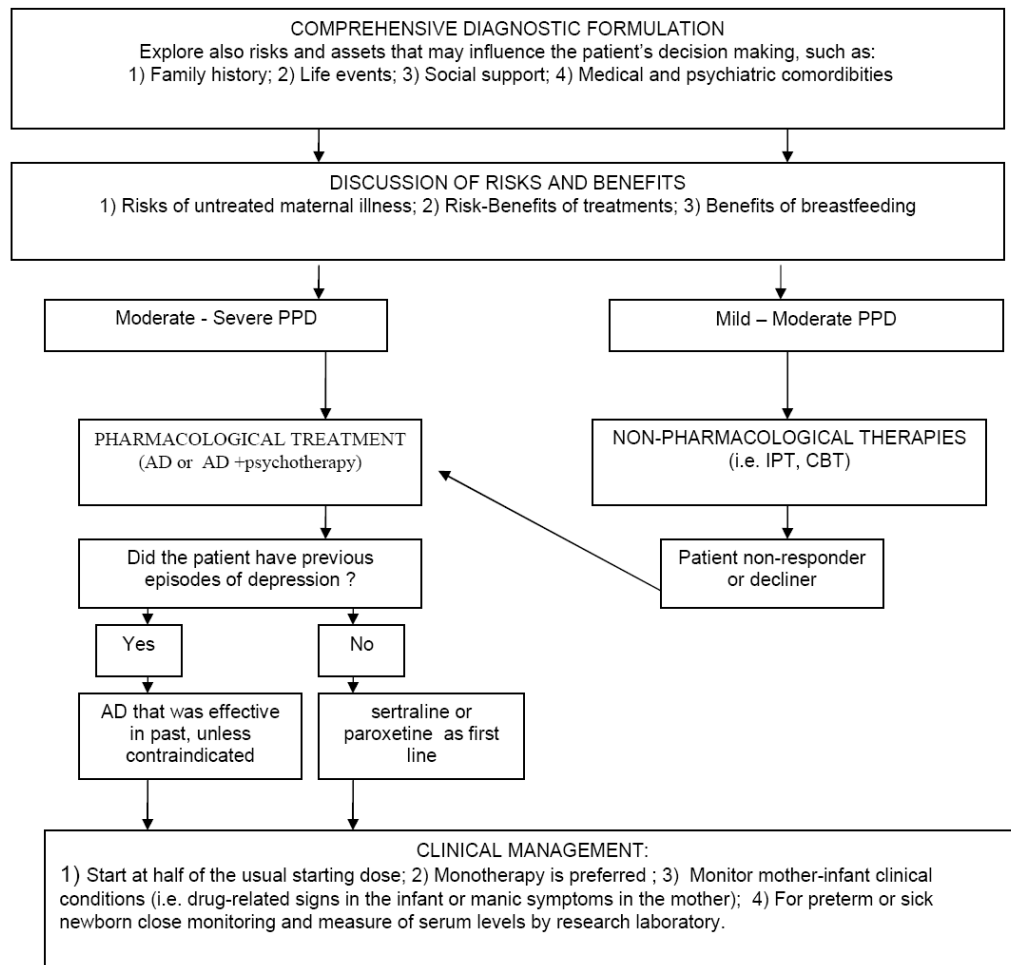 COMPREHENSIVE DIAGNOSTIC FORMULATION
Explore also risks and assets that may influence the patient's decision making, such as:
1) Family history; 2) Life events; 3) Social support; 4) Medical and psychiatric comordibities
DISCUSSION OF RISKS AND BENEFITS
1) Risks of untreated maternal illness; 2) Risk-Benefits of treatments; 3) Benefits of breastfeeding
Moderate - Severe PPD
Mild – Moderate PPD
PHARMACOLOGICAL TREATMENT
(AD or AD +psychotherapy)
NON-PHARMACOLOGICAL THERAPIES
(i.e. IPT, CBT)
Did the patient have previous
episodes of depression ?
Patient non-responder
or decliner
Yes
No
AD that was effective
in past, unless
contraindicated
sertraline or
paroxetine as first
line
CLINICAL MANAGEMENT:
1) Start at half of the usual starting dose; 2) Monotherapy is preferred ; 3) Monitor mother-infant clinical
conditions (i.e. drug-related signs in the infant or manic symptoms in the mother); 4) For preterm or sick
newborn close monitoring and measure of serum levels by research laboratory.